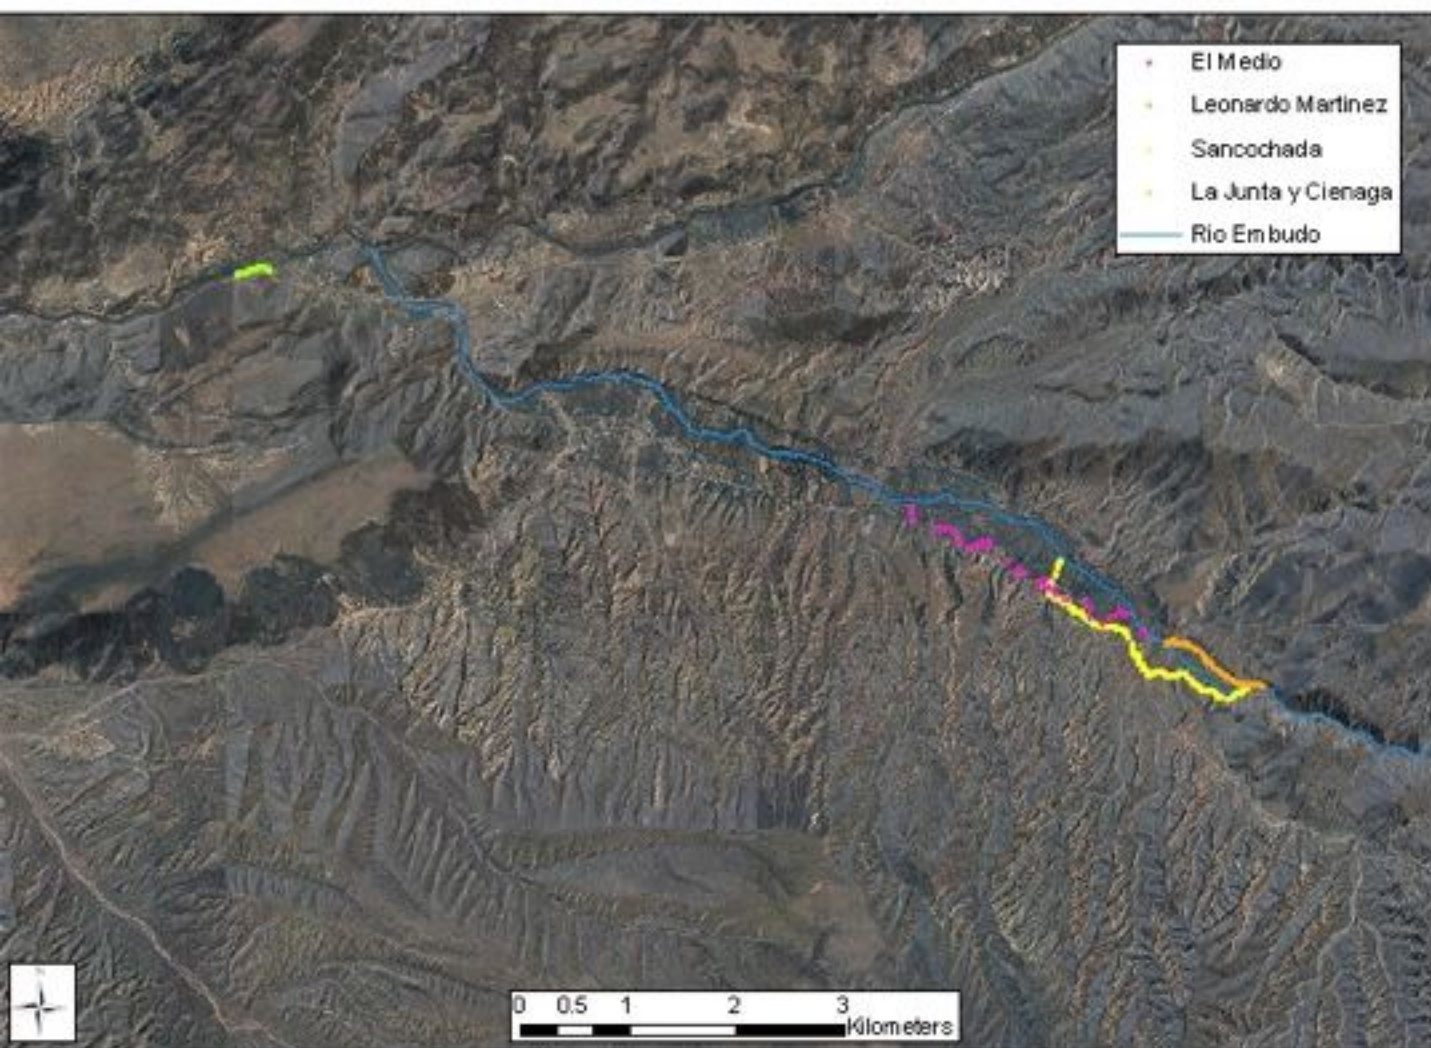 El Medio
Leonardo Martinez
Sancochada
La Junta y Cienaga
Rio Embudo
0 0.5 1 2 3
Kilometers